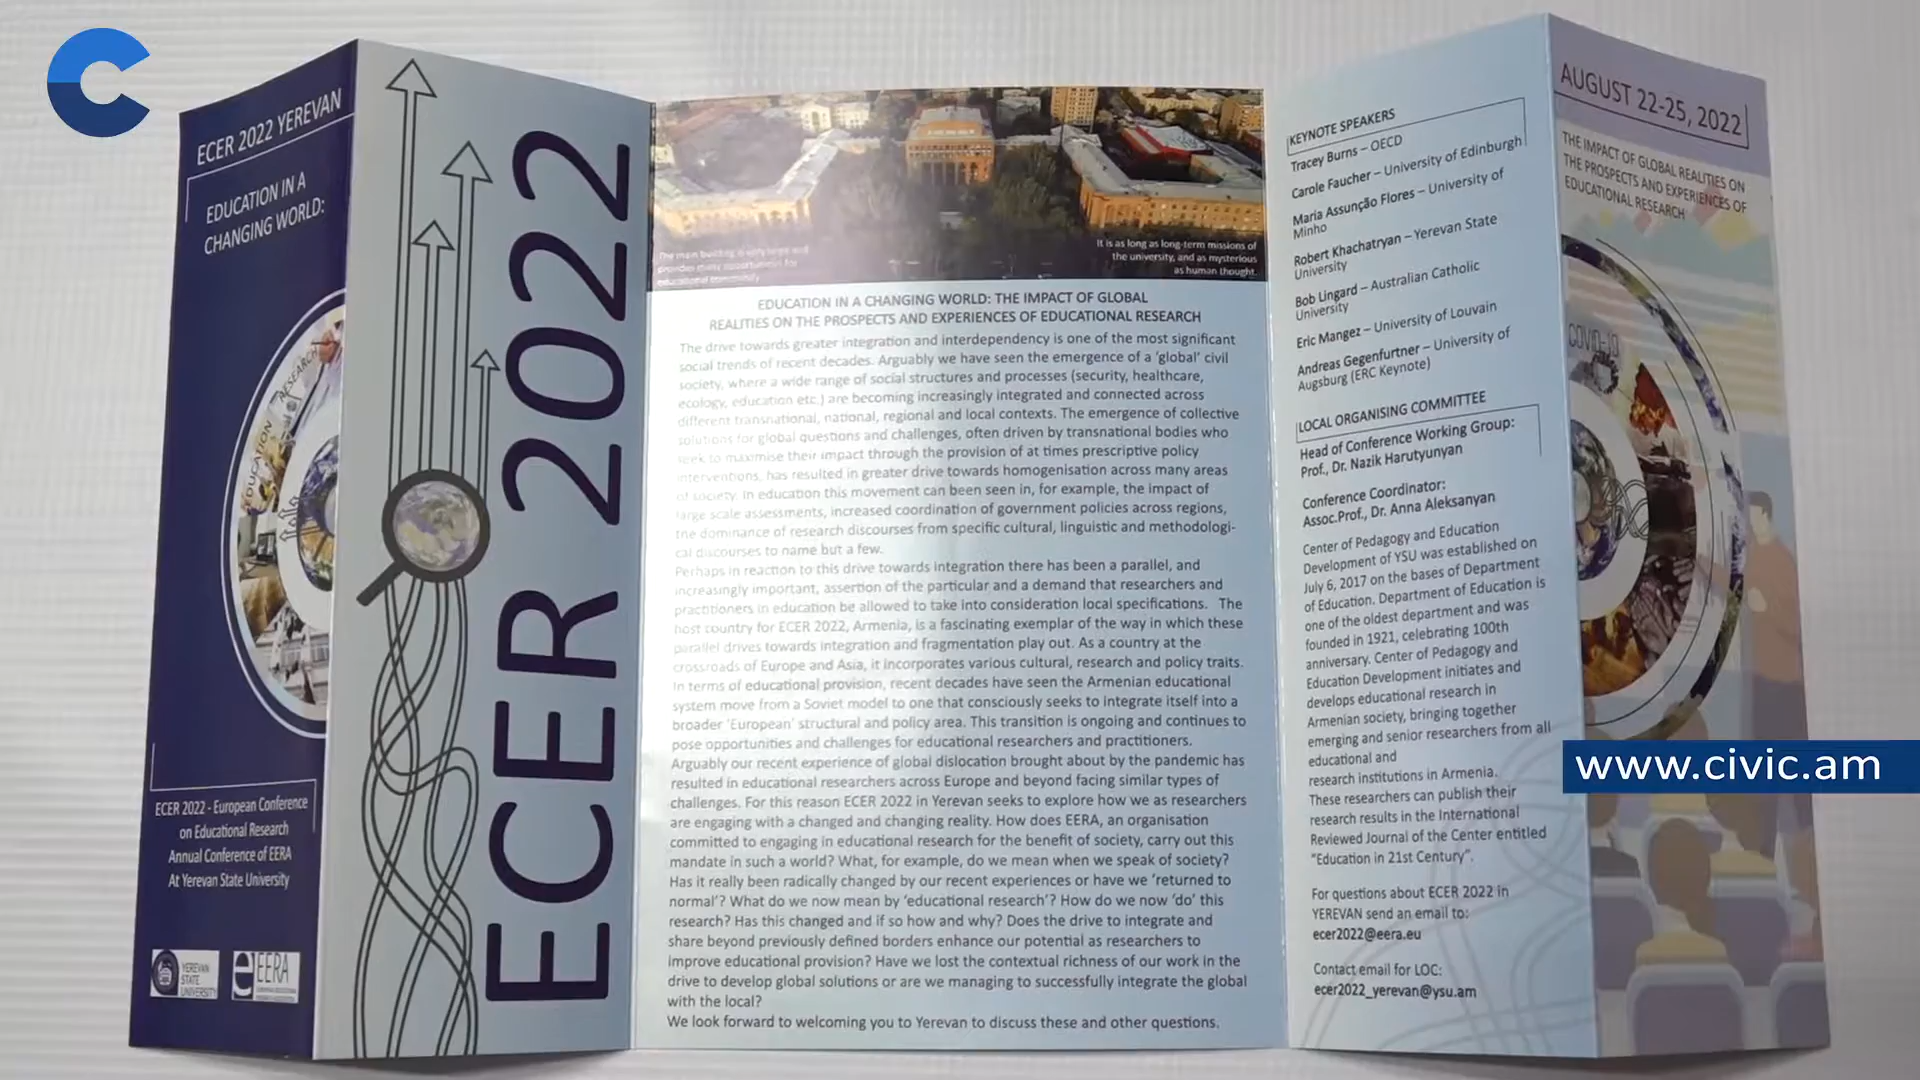 ECER 2022 YEREVAN
EDUCATION IN A
CHANGING WORLD:
RESEARCH
EDUCATION
ECER 2022 - European Conference
on Educational Research
Annual Conference of EERA
At Yerevan State University
YEREVAN
STATE
UNIVERSITY
EERA
ECER 2022
The main building is very large and
provides many opportunities for
educational community
It is as long as long-term missions of
the university, and as mysterious
as human thought.
EDUCATION IN A CHANGING WORLD: THE IMPACT OF GLOBAL
REALITIES ON THE PROSPECTS AND EXPERIENCES OF EDUCATIONAL RESEARCH
The drive towards greater integration and interdependency is one of the most significant
social trends of recent decades. Arguably we have seen the emergence of a ‘global’ civil
society, where a wide range of social structures and processes (security, healthcare,
ecology, education etc.) are becoming increasingly integrated and connected across
different transnational, national, regional and local contexts. The emergence of collective
solutions for global questions and challenges, often driven by transnational bodies who
seek to maximise their impact through the provision of at times prescriptive policy
interventions, has resulted in greater drive towards homogenisation across many areas
of society. In education this movement can been seen in, for example, the impact of
large scale assessments, increased coordination of government policies across regions,
the dominance of research discourses from specific cultural, linguistic and methodologi-
cal discourses to name but a few.
Perhaps in reaction to this drive towards integration there has been a parallel, and
increasingly important, assertion of the particular and a demand that researchers and
practitioners in education be allowed to take into consideration local specifications. The
host country for ECER 2022, Armenia, is a fascinating exemplar of the way in which these
parallel drives towards integration and fragmentation play out. As a country at the
crossroads of Europe and Asia, it incorporates various cultural, research and policy traits.
In terms of educational provision, recent decades have seen the Armenian educational
system move from a Soviet model to one that consciously seeks to integrate itself into a
broader ‘European’ structural and policy area. This transition is ongoing and continues to
pose opportunities and challenges for educational researchers and practitioners.
Arguably our recent experience of global dislocation brought about by the pandemic has
resulted in educational researchers across Europe and beyond facing similar types of
challenges. For this reason ECER 2022 in Yerevan seeks to explore how we as researchers
are engaging with a changed and changing reality. How does EERA, an organisation
committed to engaging in educational research for the benefit of society, carry out this
mandate in such a world? What, for example, do we mean when we speak of society?
Has it really been radically changed by our recent experiences or have we ‘returned to
normal’? What do we now mean by ‘educational research’? How do we now ‘do’ this
research? Has this changed and if so how and why? Does the drive to integrate and
share beyond previously defined borders enhance our potential as researchers to
improve educational provision? Have we lost the contextual richness of our work in the
drive to develop global solutions or are we managing to successfully integrate the global
with the local?
We look forward to welcoming you to Yerevan to discuss these and other questions.
KEYNOTE SPEAKERS
Tracey Burns – OECD
Carole Faucher – University of Edinburgh
Maria Assunção Flores – University of
Minho
Robert Khachatryan – Yerevan State
University
Bob Lingard – Australian Catholic
University
Eric Mangez – University of Louvain
Andreas Gegenfurtner – University of
Augsburg (ERC Keynote)
LOCAL ORGANISING COMMITTEE
Head of Conference Working Group:
Prof., Dr. Nazik Harutyunyan
Conference Coordinator:
Assoc.Prof., Dr. Anna Aleksanyan
Center of Pedagogy and Education
Development of YSU was established on
July 6, 2017 on the bases of Department
of Education. Department of Education is
one of the oldest department and was
founded in 1921, celebrating 100th
anniversary. Center of Pedagogy and
Education Development initiates and
develops educational research in
Armenian society, bringing together
emerging and senior researchers from all
educational and
research institutions in Armenia.
These researchers can publish their
research results in the International
Reviewed Journal of the Center entitled
“Education in 21st Century”.
For questions about ECER 2022 in
YEREVAN send an email to:
ecer2022@eera.eu
Contact email for LOC:
ecer2022_yerevan@ysu.am
AUGUST 22-25, 2022
THE IMPACT OF GLOBAL REALITIES ON
THE PROSPECTS AND EXPERIENCES OF
EDUCATIONAL RESEARCH
COVID-19
www.civic.am